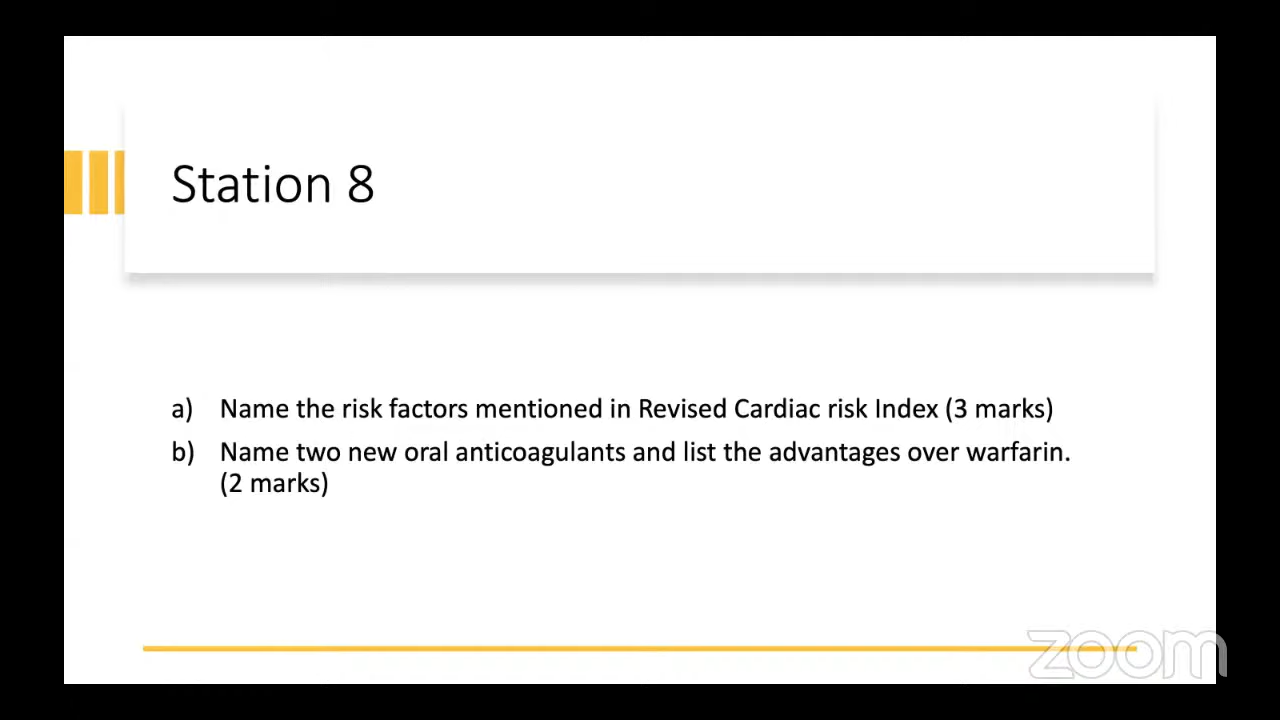 Station 8
a) Name the risk factors mentioned in Revised Cardiac risk Index (3 marks)
b) Name two new oral anticoagulants and list the advantages over warfarin.
(2 marks)
zoom